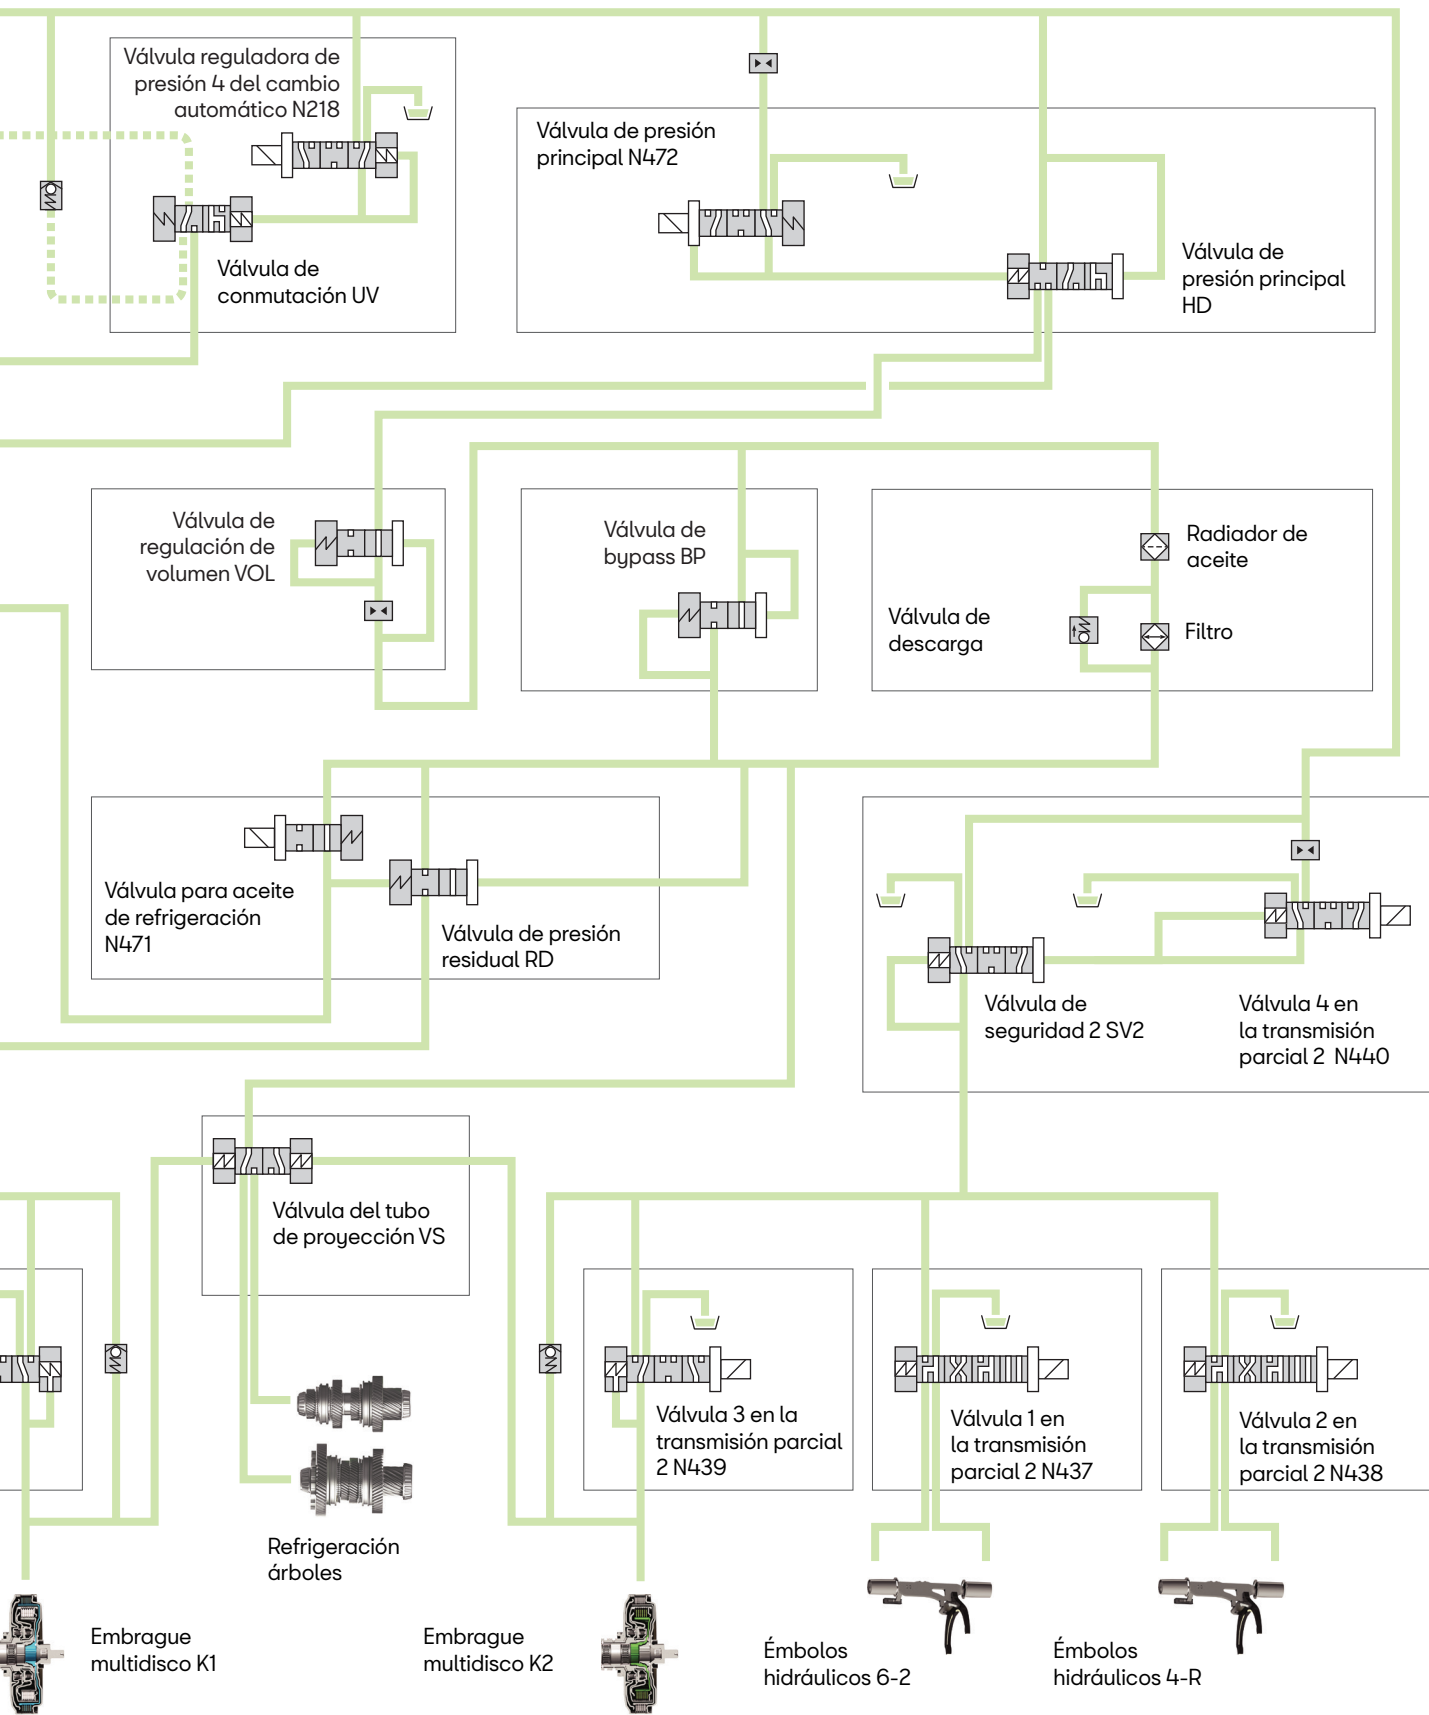 Válvula reguladora de
presión 4 del cambio
automático N218
Válvula de
conmutación UV
Válvula de presión
principal N472
Válvula de
presión principal
HD
Válvula de
regulación de
volumen VOL
Válvula de
bypass BP
Radiador de
aceite
Válvula de
descarga
Filtro
Válvula para aceite
de refrigeración
N471
Válvula de presión
residual RD
Válvula de
seguridad 2 SV2
Válvula 4 en
la transmisión
parcial 2 N440
Válvula del tubo
de proyección VS
Válvula 3 en la
transmisión parcial
2 N439
Válvula 1 en
la transmisión
parcial 2 N437
Válvula 2 en
la transmisión
parcial 2 N438
Refrigeración
árboles
Embrague
multidisco K1
Embrague
multidisco K2
Émbolos
hidráulicos 6-2
Émbolos
hidráulicos 4-R